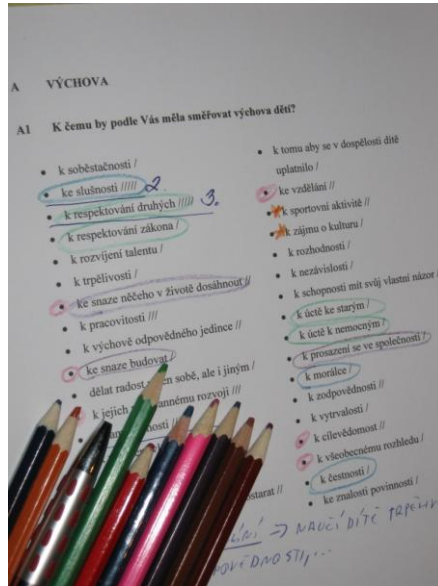 A VÝCHOVA
A1 K čemu by podle Vás měla směřovat výchova dětí?
k soběstačnosti /
ke slušnosti ///// 2.
k respektování druhých ///// 3.
k respektování zákona /
k rozvíjení talentu /
k trpělivosti /
ke snaze něčeho v životě dosáhnout //
k pracovitosti ///
k výchově odpovědného jedince //
ke snaze budovat /
dělat radost sobě, ale i jiným /
k jejich rozvoji ///
k tomu aby se v dospělosti dítě
uplatnilo /
ke vzdělání //
k sportovní aktivitě //
k zájmu o kulturu /
k rozhodnosti /
k nezávislosti /
k schopnosti mít svůj vlastní názor /
k úctě ke starým /
k úctě k nemocným /
k prosazení se ve společnosti /
k morálce /
k zodpovědnosti //
k vytrvalosti /
k cílevědomost //
k všeobecnému rozhledu /
k čestnosti /
ke znalosti povinností /
NAUČÍ DÍTĚ